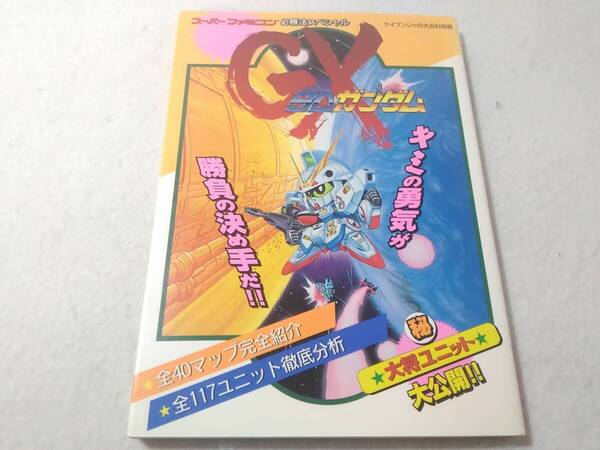 スーパーファミコン必勝法スペシャル
ケイブンシャの大百科別冊
GX
SDガンダム
キミの勇気が
勝負の決め手だ!!
★全40マップ完全紹介
★全117ユニット徹底分析
㊙
★大将ユニット★
大公開!!